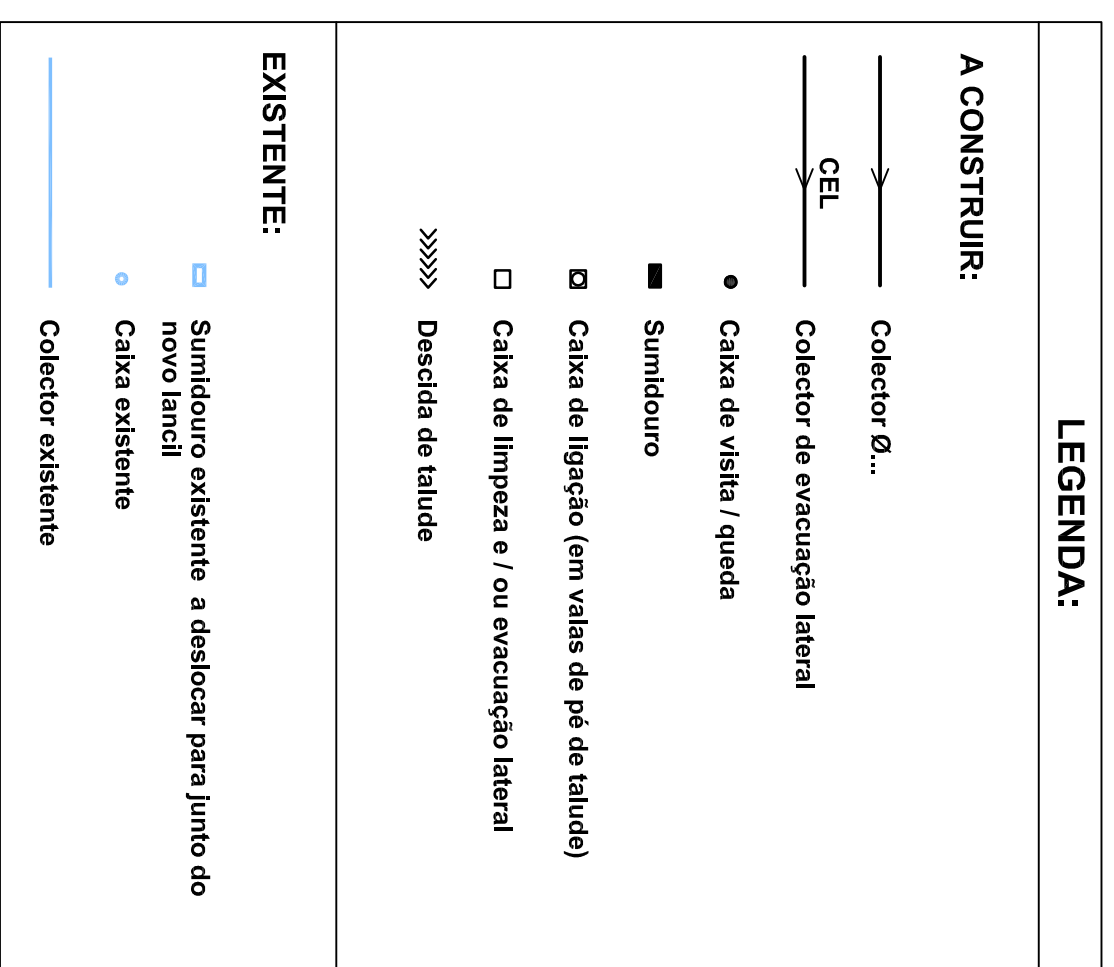 LEGENDA:
A CONSTRUIR:
Colector Ø...
CEL
Colector de evacuação lateral
Caixa de visita / queda
Sumidouro
Caixa de ligação (em valas de pé de talude)
Caixa de limpeza e / ou evacuação lateral
Descida de talude
EXISTENTE:
Sumidouro existente a deslocar para junto do
novo lancil
Caixa existente
Colector existente